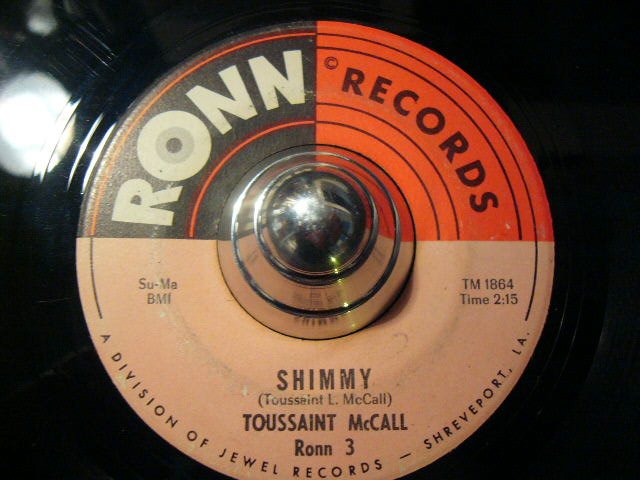 RONN © RECORDS
Su-Ma
BMI
TM 1864
Time 2:15
SHIMMY
(Toussaint L. McCall)
TOUSSAINT McCALL
Ronn 3
A DIVISION OF JEWEL RECORDS – SHREVEPORT, LA.